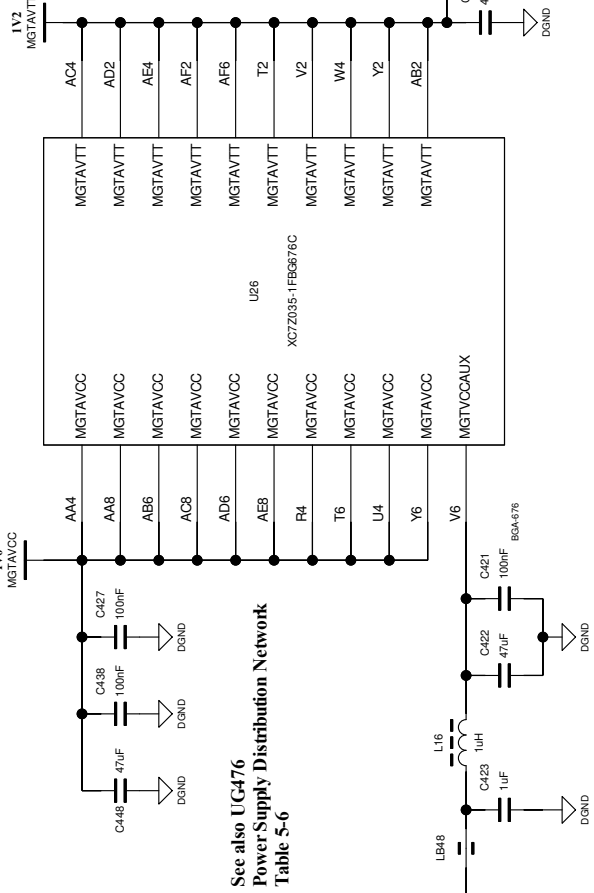 1V2
MGTAVTT
DGND
AC4
AD2
AE4
AF2
AF6
T2
V2
W4
Y2
AB2
MGTAVTT
MGTAVTT
MGTAVTT
MGTAVTT
MGTAVTT
MGTAVTT
MGTAVTT
MGTAVTT
MGTAVTT
MGTAVTT
U26
XC7Z035-1FBG676C
MGTAVCC
MGTAVCC
MGTAVCC
MGTAVCC
MGTAVCC
MGTAVCC
MGTAVCC
MGTAVCC
MGTAVCC
MGTAVCC
MGTVCCAUX
AA4
AA8
AB6
AC8
AD6
AE8
R4
T6
U4
Y6
V6
BGA-676
MGTAVCC
C427
100nF
DGND
C438
100nF
DGND
C448
47uF
DGND
C421
100nF
C422
47uF
DGND
L16
1uH
C423
1uF
DGND
LB48
See also UG476
Power Supply Distribution Network
Table 5-6